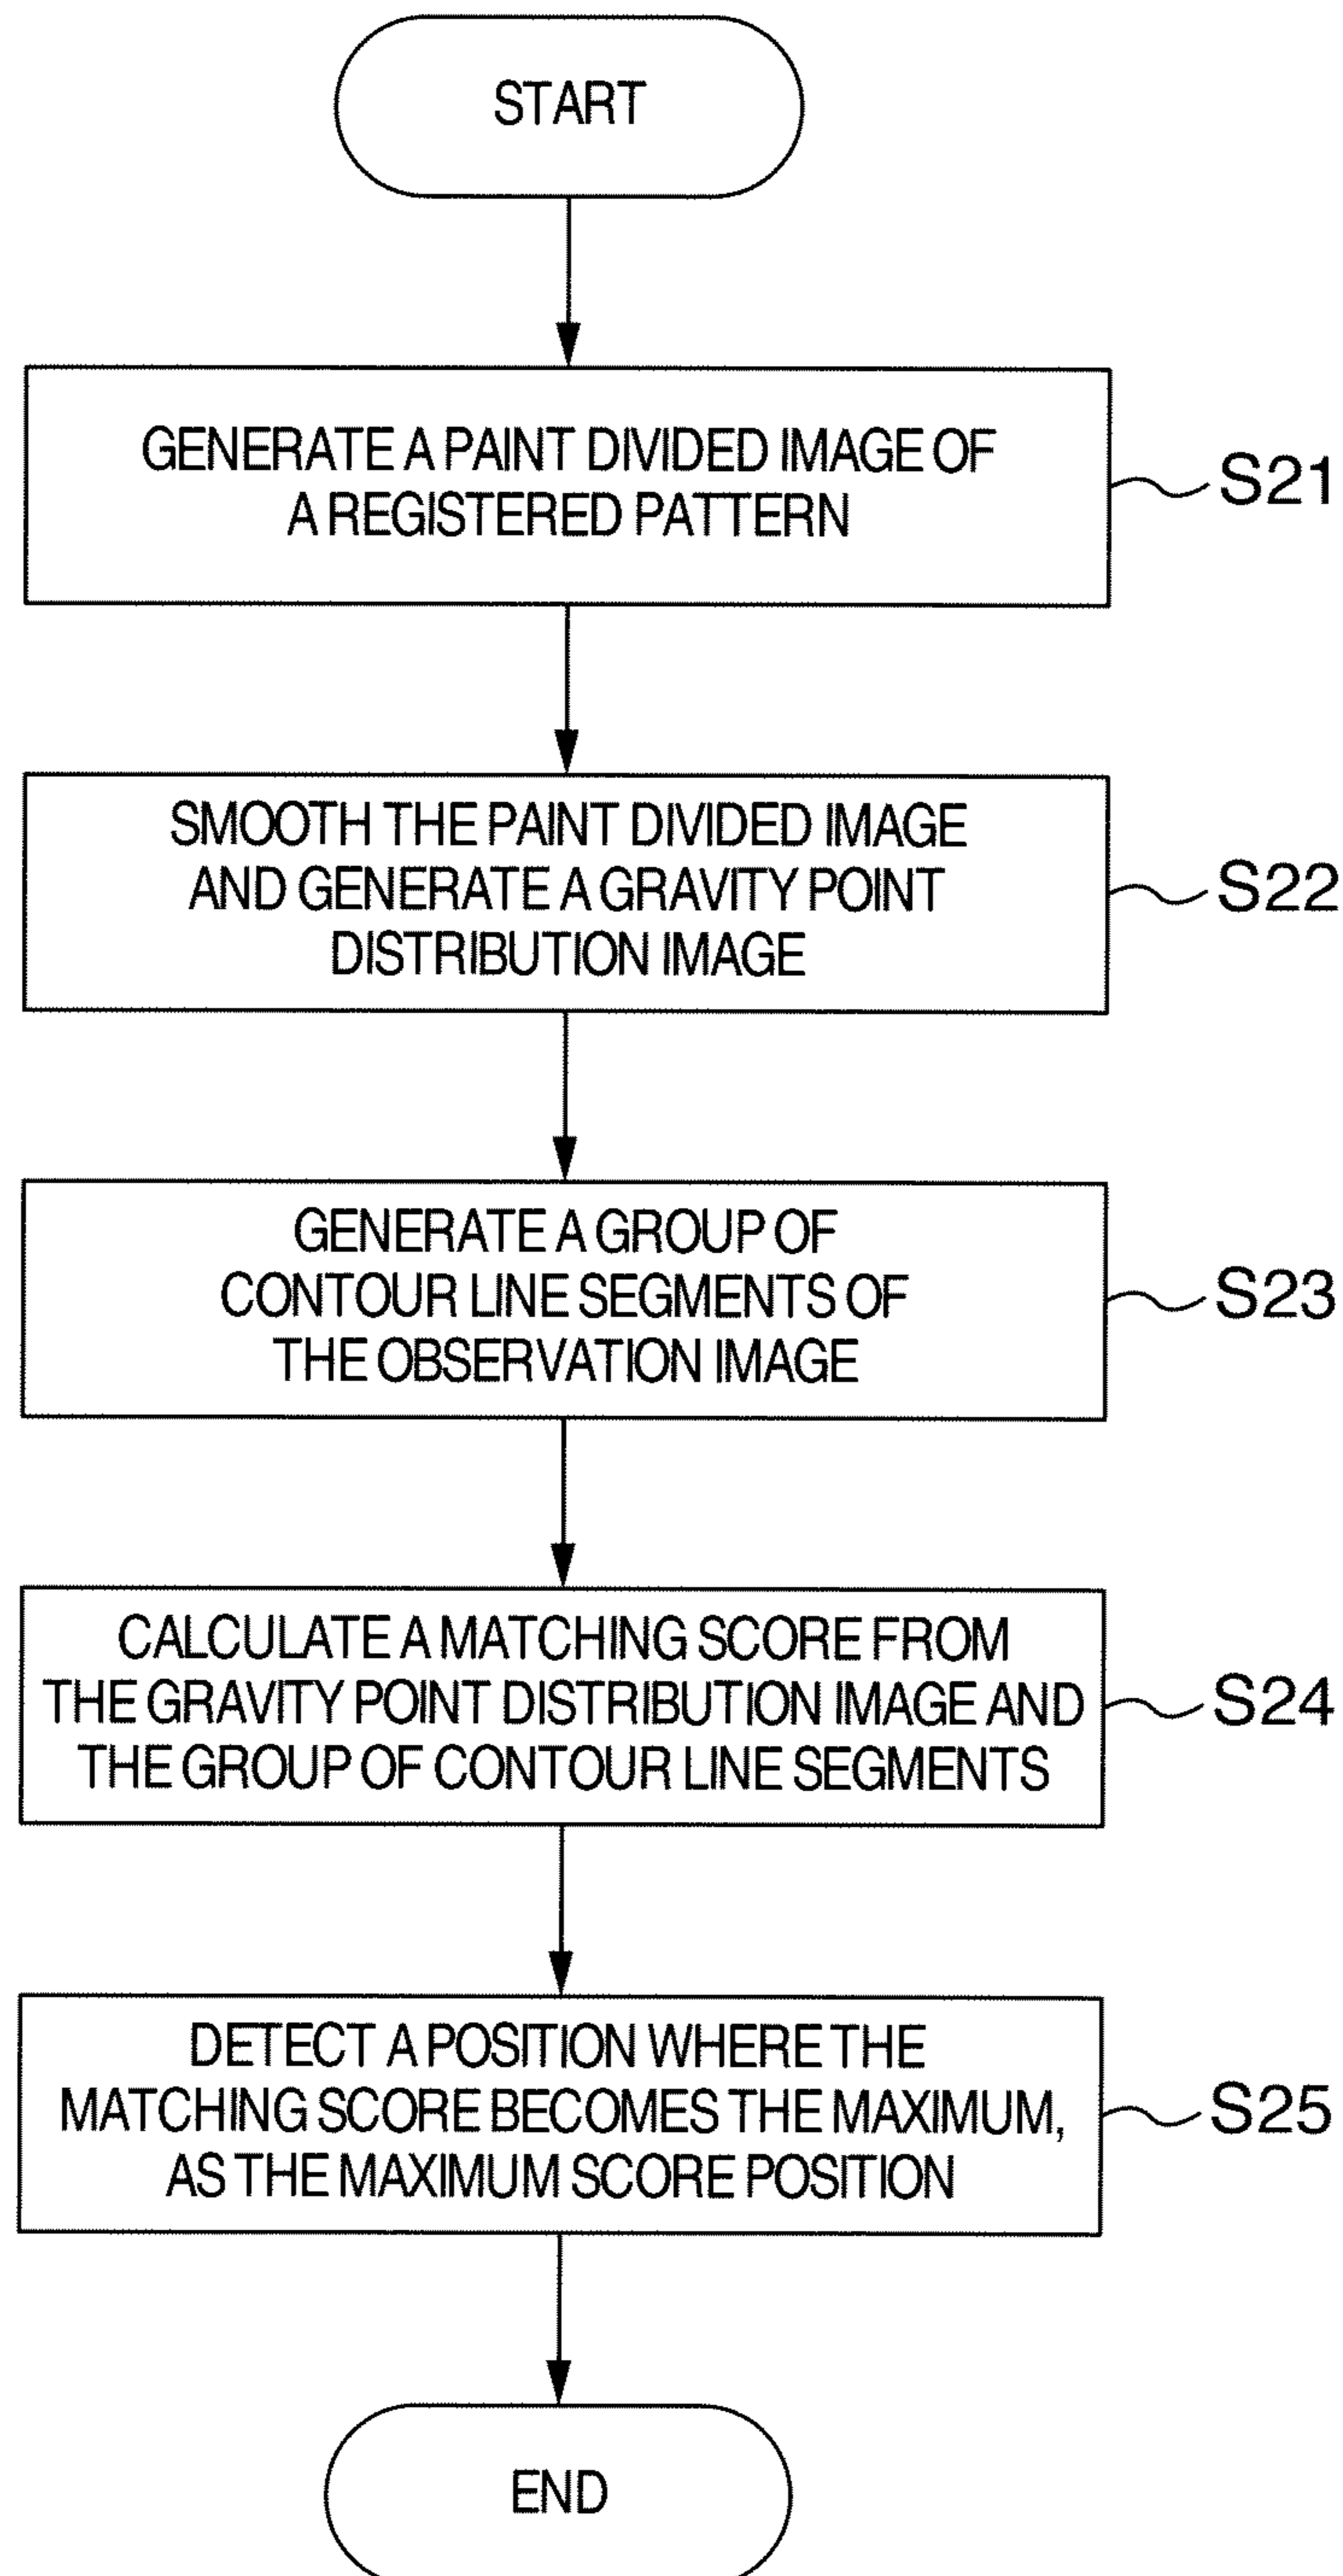 START
GENERATE A PAINT DIVIDED IMAGE OF
A REGISTERED PATTERN
S21
SMOOTH THE PAINT DIVIDED IMAGE
AND GENERATE A GRAVITY POINT
DISTRIBUTION IMAGE
S22
GENERATE A GROUP OF
CONTOUR LINE SEGMENTS OF
THE OBSERVATION IMAGE
S23
CALCULATE A MATCHING SCORE FROM
THE GRAVITY POINT DISTRIBUTION IMAGE AND
THE GROUP OF CONTOUR LINE SEGMENTS
S24
DETECT A POSITION WHERE THE
MATCHING SCORE BECOMES THE MAXIMUM,
AS THE MAXIMUM SCORE POSITION
S25
END